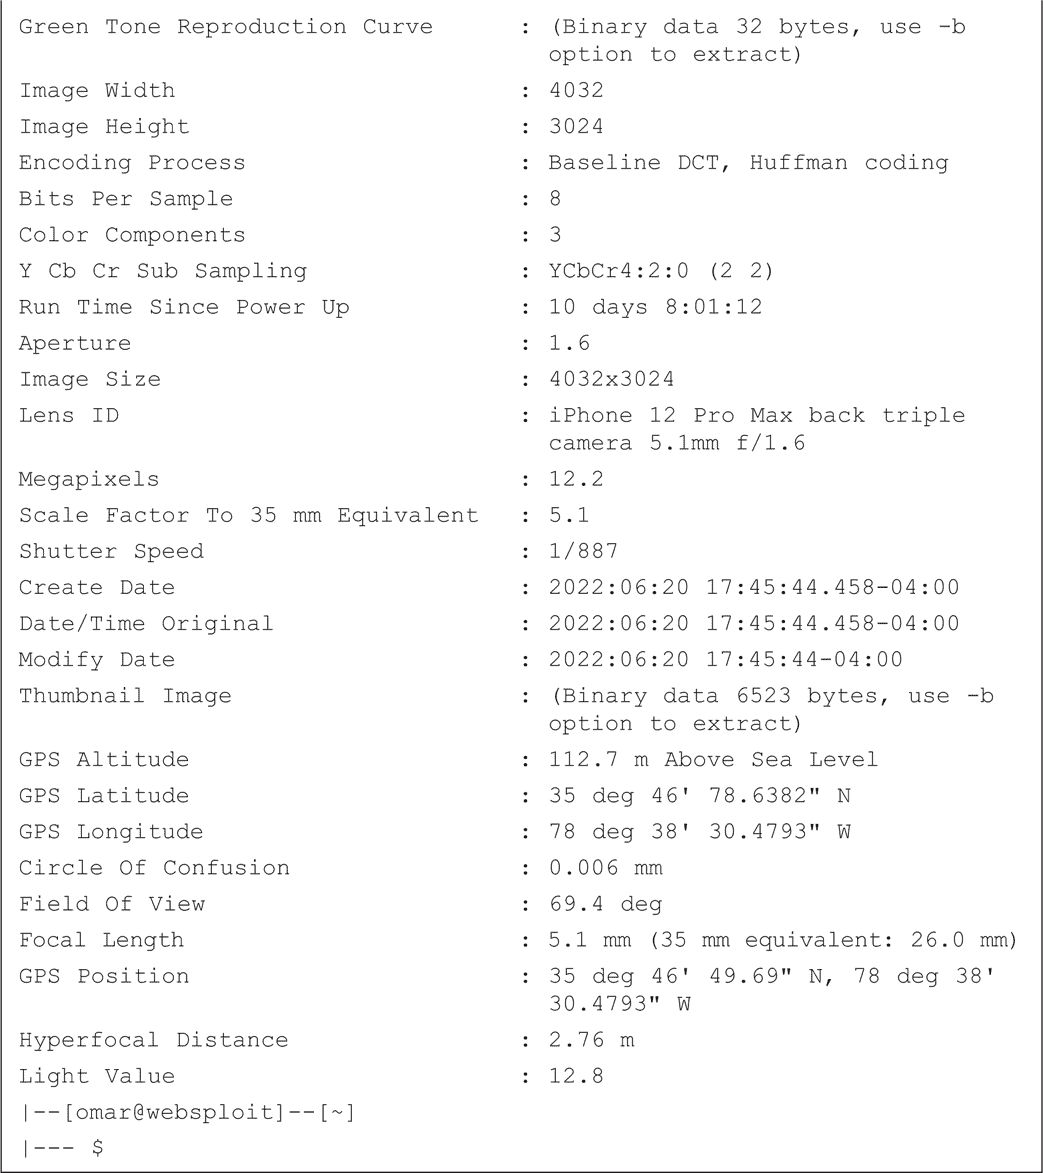 Green Tone Reproduction Curve : (Binary data 32 bytes, use -b
option to extract)
Image Width : 4032
Image Height : 3024
Encoding Process : Baseline DCT, Huffman coding
Bits Per Sample : 8
Color Components : 3
Y Cb Cr Sub Sampling : YCbCr4:2:0 (2 2)
Run Time Since Power Up : 10 days 8:01:12
Aperture : 1.6
Image Size : 4032x3024
Lens ID : iPhone 12 Pro Max back triple
camera 5.1mm f/1.6
Megapixels : 12.2
Scale Factor To 35 mm Equivalent : 5.1
Shutter Speed : 1/887
Create Date : 2022:06:20 17:45:44.458-04:00
Date/Time Original : 2022:06:20 17:45:44.458-04:00
Modify Date : 2022:06:20 17:45:44-04:00
Thumbnail Image : (Binary data 6523 bytes, use -b
option to extract)
GPS Altitude : 112.7 m Above Sea Level
GPS Latitude : 35 deg 46' 78.6382" N
GPS Longitude : 78 deg 38' 30.4793" W
Circle Of Confusion : 0.006 mm
Field Of View : 69.4 deg
Focal Length : 5.1 mm (35 mm equivalent: 26.0 mm)
GPS Position : 35 deg 46' 49.69" N, 78 deg 38'
30.4793" W
Hyperfocal Distance : 2.76 m
Light Value : 12.8
|--[omar@websploit]--[~]
|--- $